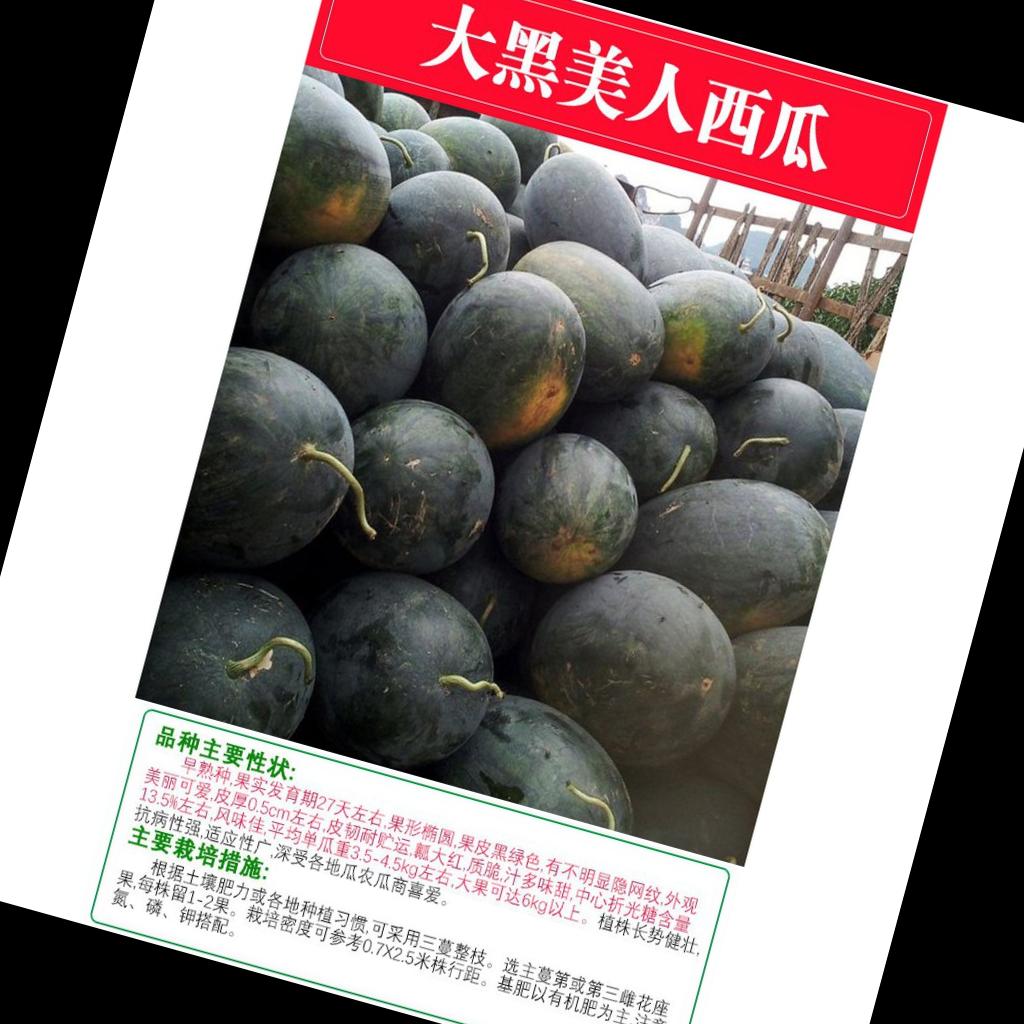 大黑美人西瓜
品种主要性状:
早熟种,果实发育期27天左右,果形椭圆,果皮黑绿色,有不明显隐网纹,外观
美丽可爱,皮厚0.5cm左右,皮韧耐贮运,瓤大红,质脆,汁多味甜,中心折光糖含量
13.5%左右,风味佳,平均单瓜重3.5-4.5kg左右,大果可达6kg以上。植株长势健壮,
抗病性强,适应性广,深受各地瓜农瓜商喜爱。
主要栽培措施:
根据土壤肥力或各地种植习惯,可采用三蔓整枝。选主蔓第或第三雌花座
果,每株留1-2果。栽培密度可参考0.7X2.5米株行距。基肥以有机肥为主,注意
氮、磷、钾搭配。